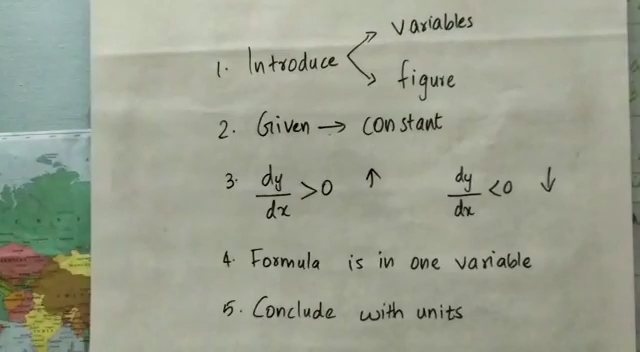 1. Introduce variables
figure
2. Given → constant
3. dy/dx > 0 ↑ dy/dx < 0 ↓
4. Formula is in one variable
5. Conclude with units